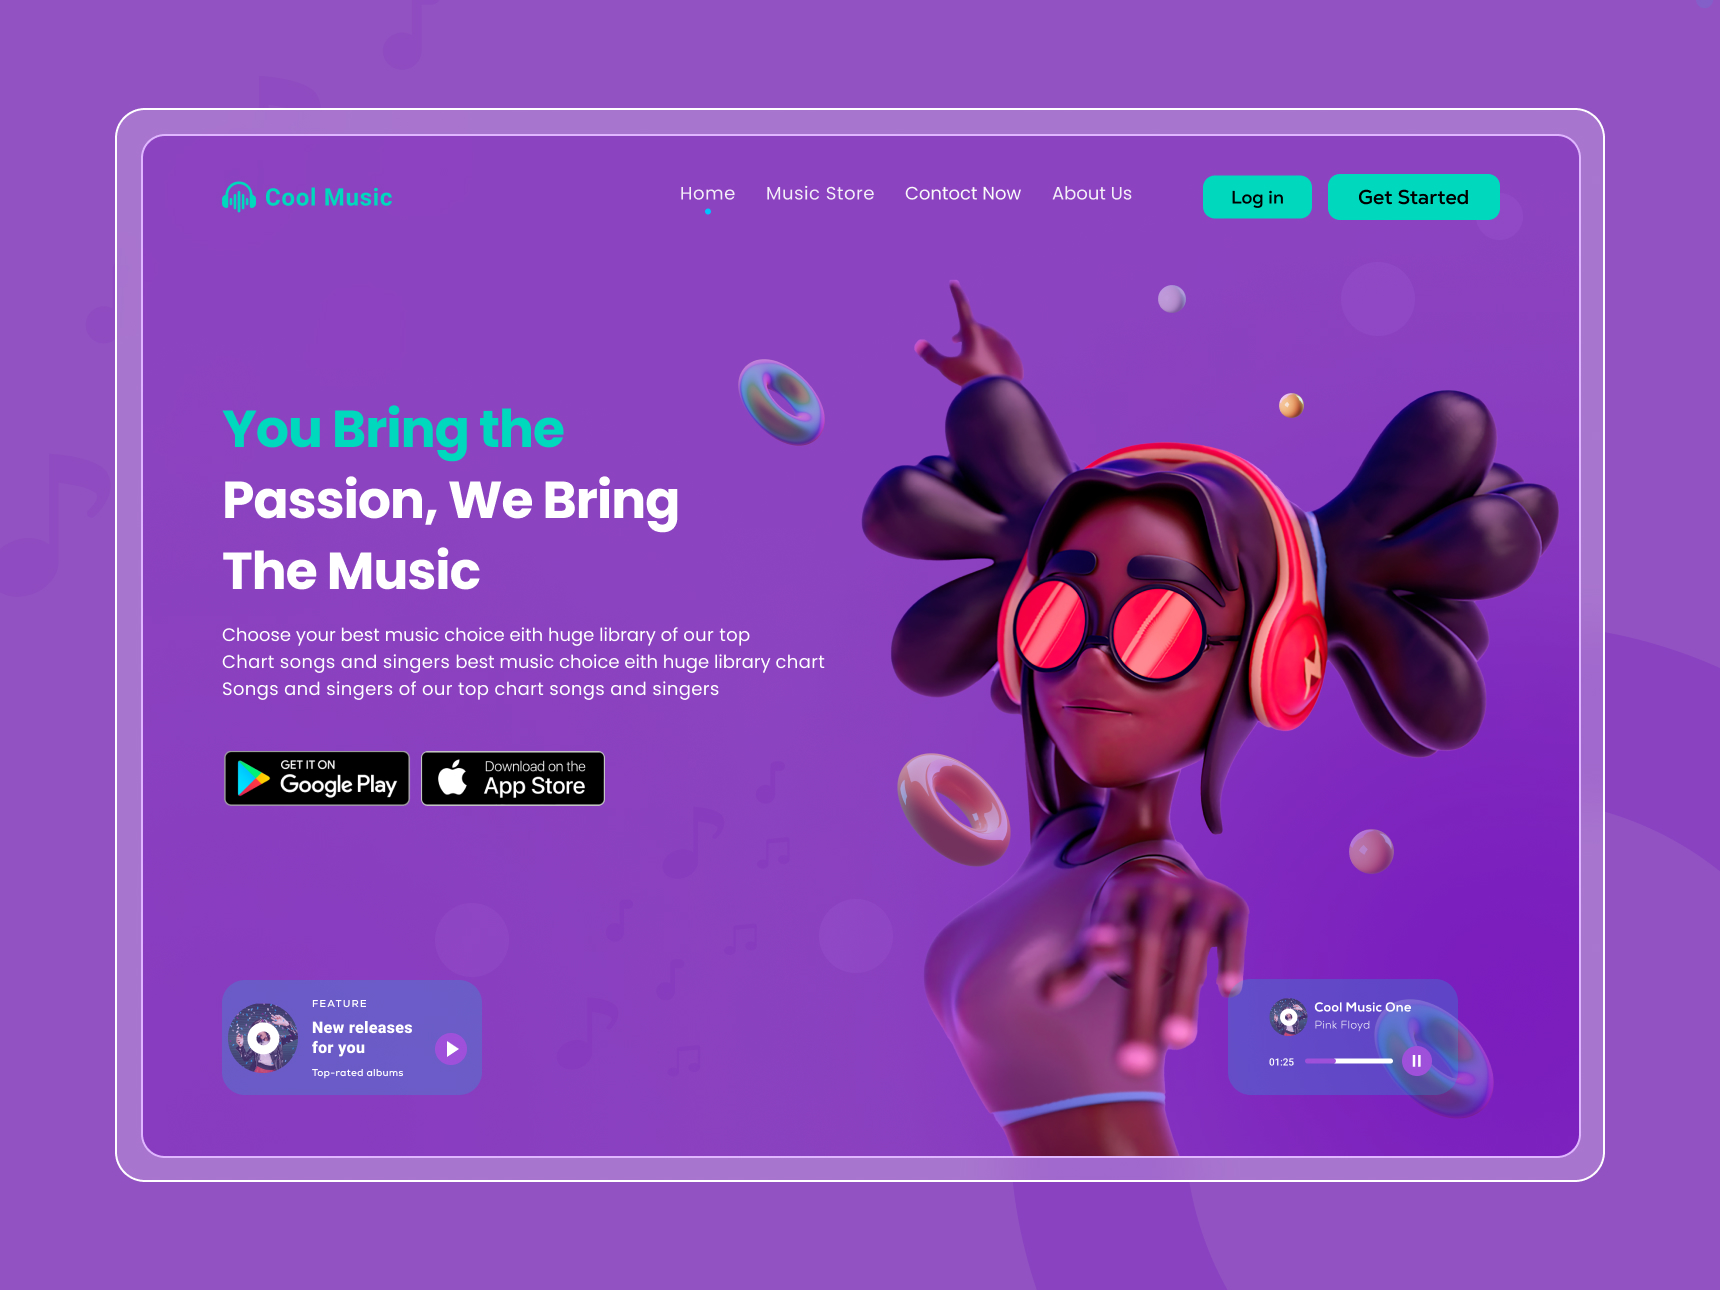 Cool Music
Home
Music Store
Contoct Now
About Us
Log in
Get Started
You Bring the
Passion, We Bring
The Music
Choose your best music choice eith huge library of our top
Chart songs and singers best music choice eith huge library chart
Songs and singers of our top chart songs and singers
GET IT ON
Google Play
Download on the
App Store
FEATURE
New releases
for you
Top-rated albums
Cool Music One
Pink Floyd
01:25